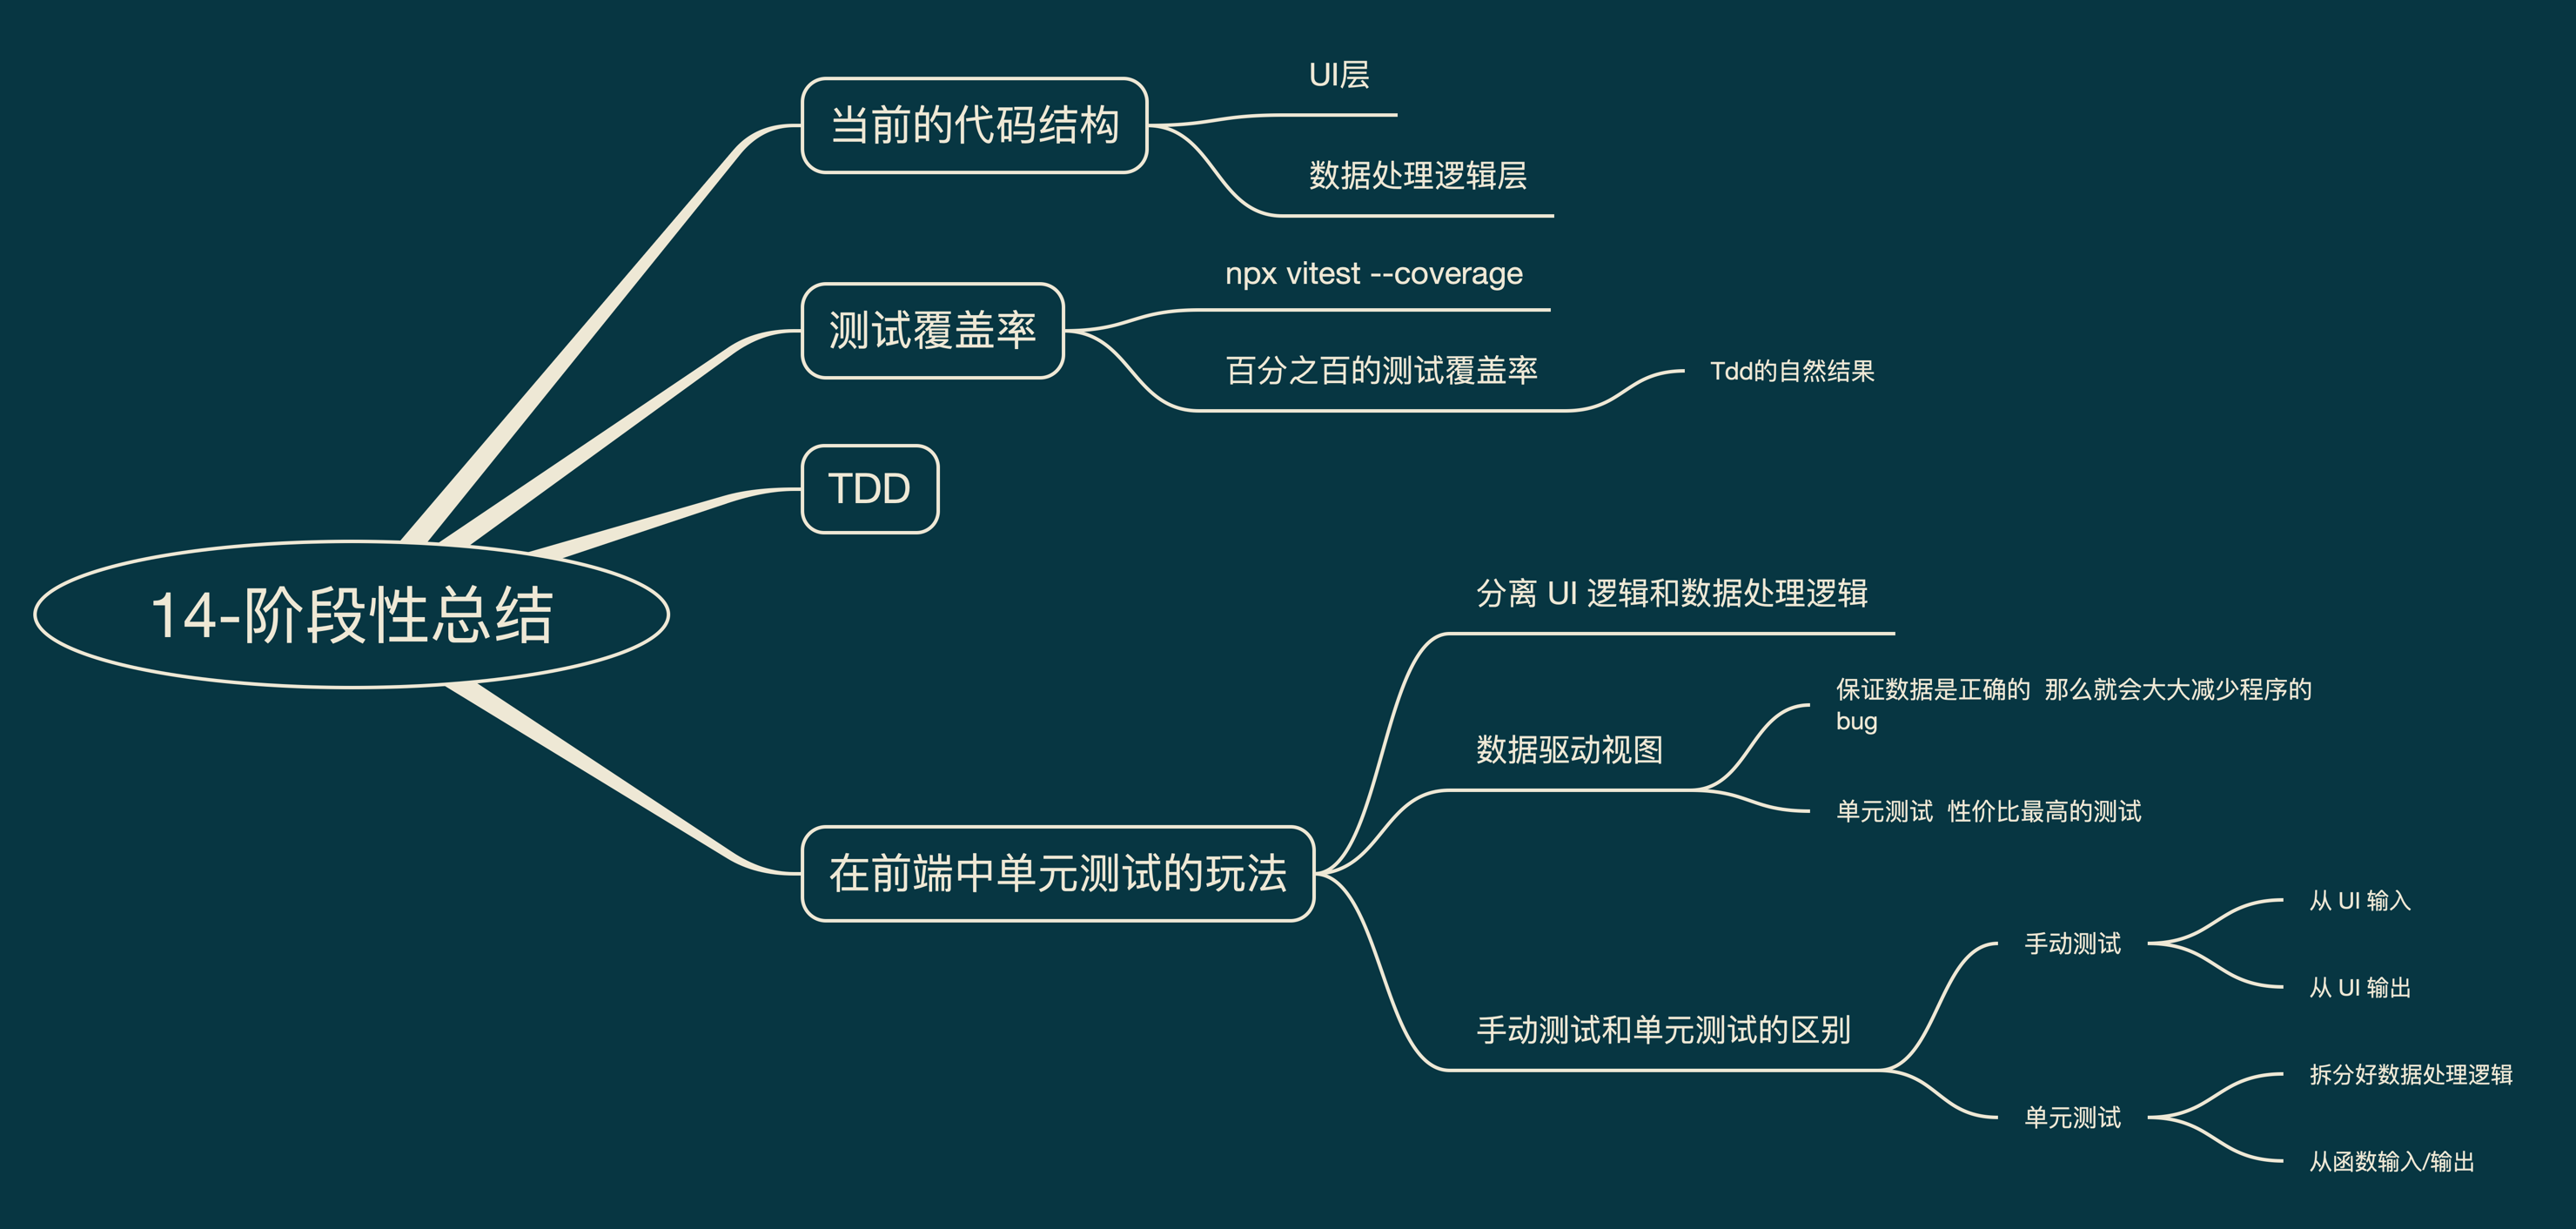 14-阶段性总结
当前的代码结构
UI层
数据处理逻辑层
测试覆盖率
npx vitest --coverage
百分之百的测试覆盖率
Tdd的自然结果
TDD
在前端中单元测试的玩法
分离 UI 逻辑和数据处理逻辑
数据驱动视图
保证数据是正确的 那么就会大大减少程序的
bug
单元测试 性价比最高的测试
手动测试和单元测试的区别
手动测试
从 UI 输入
从 UI 输出
单元测试
拆分好数据处理逻辑
从函数输入/输出